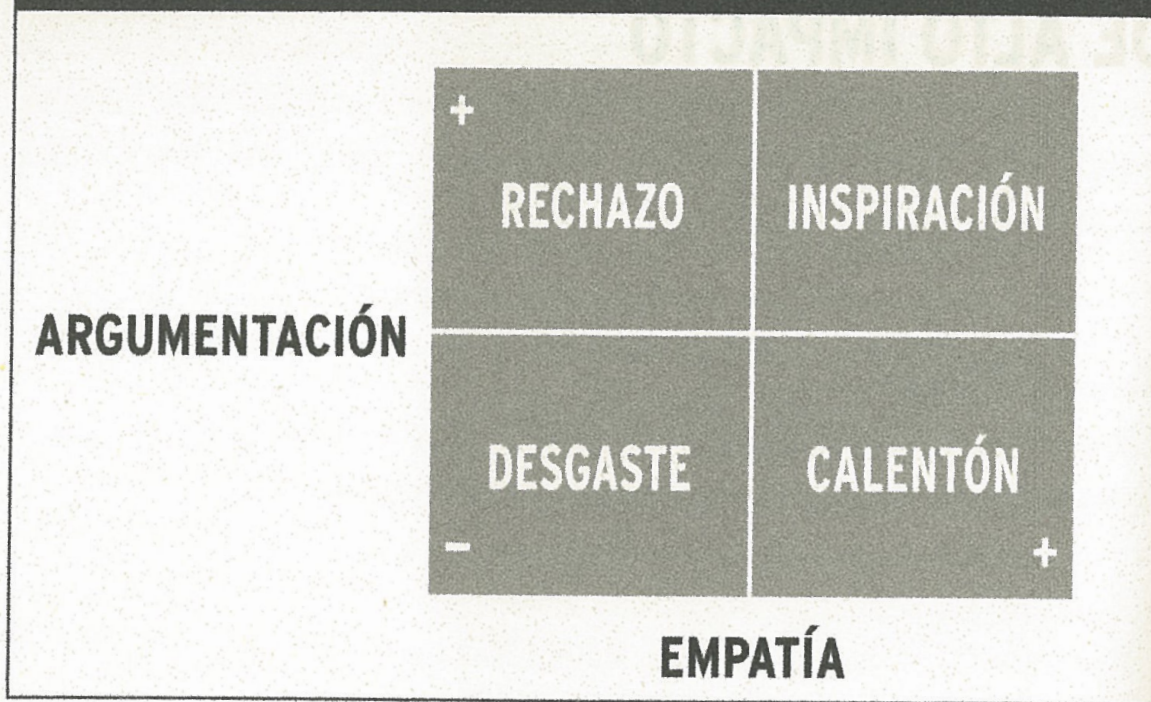 +
RECHAZO INSPIRACIÓN
ARGUMENTACIÓN
DESGASTE CALENTÓN
- +
EMPATÍA